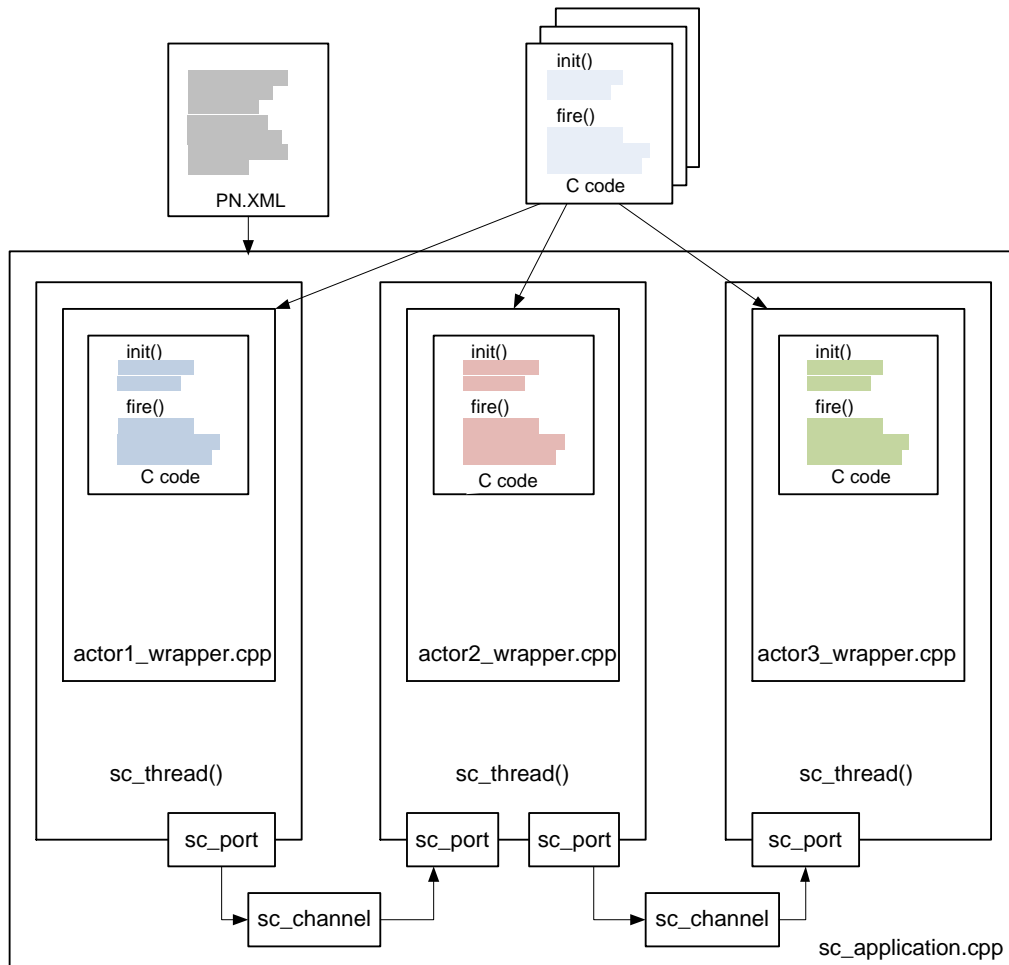 init()
fire()
C code
PN.XML
init()
fire()
C code
actor1_wrapper.cpp
sc_thread()
sc_port
init()
fire()
C code
actor2_wrapper.cpp
sc_thread()
sc_port
sc_port
init()
fire()
C code
actor3_wrapper.cpp
sc_thread()
sc_port
sc_channel
sc_channel
sc_application.cpp